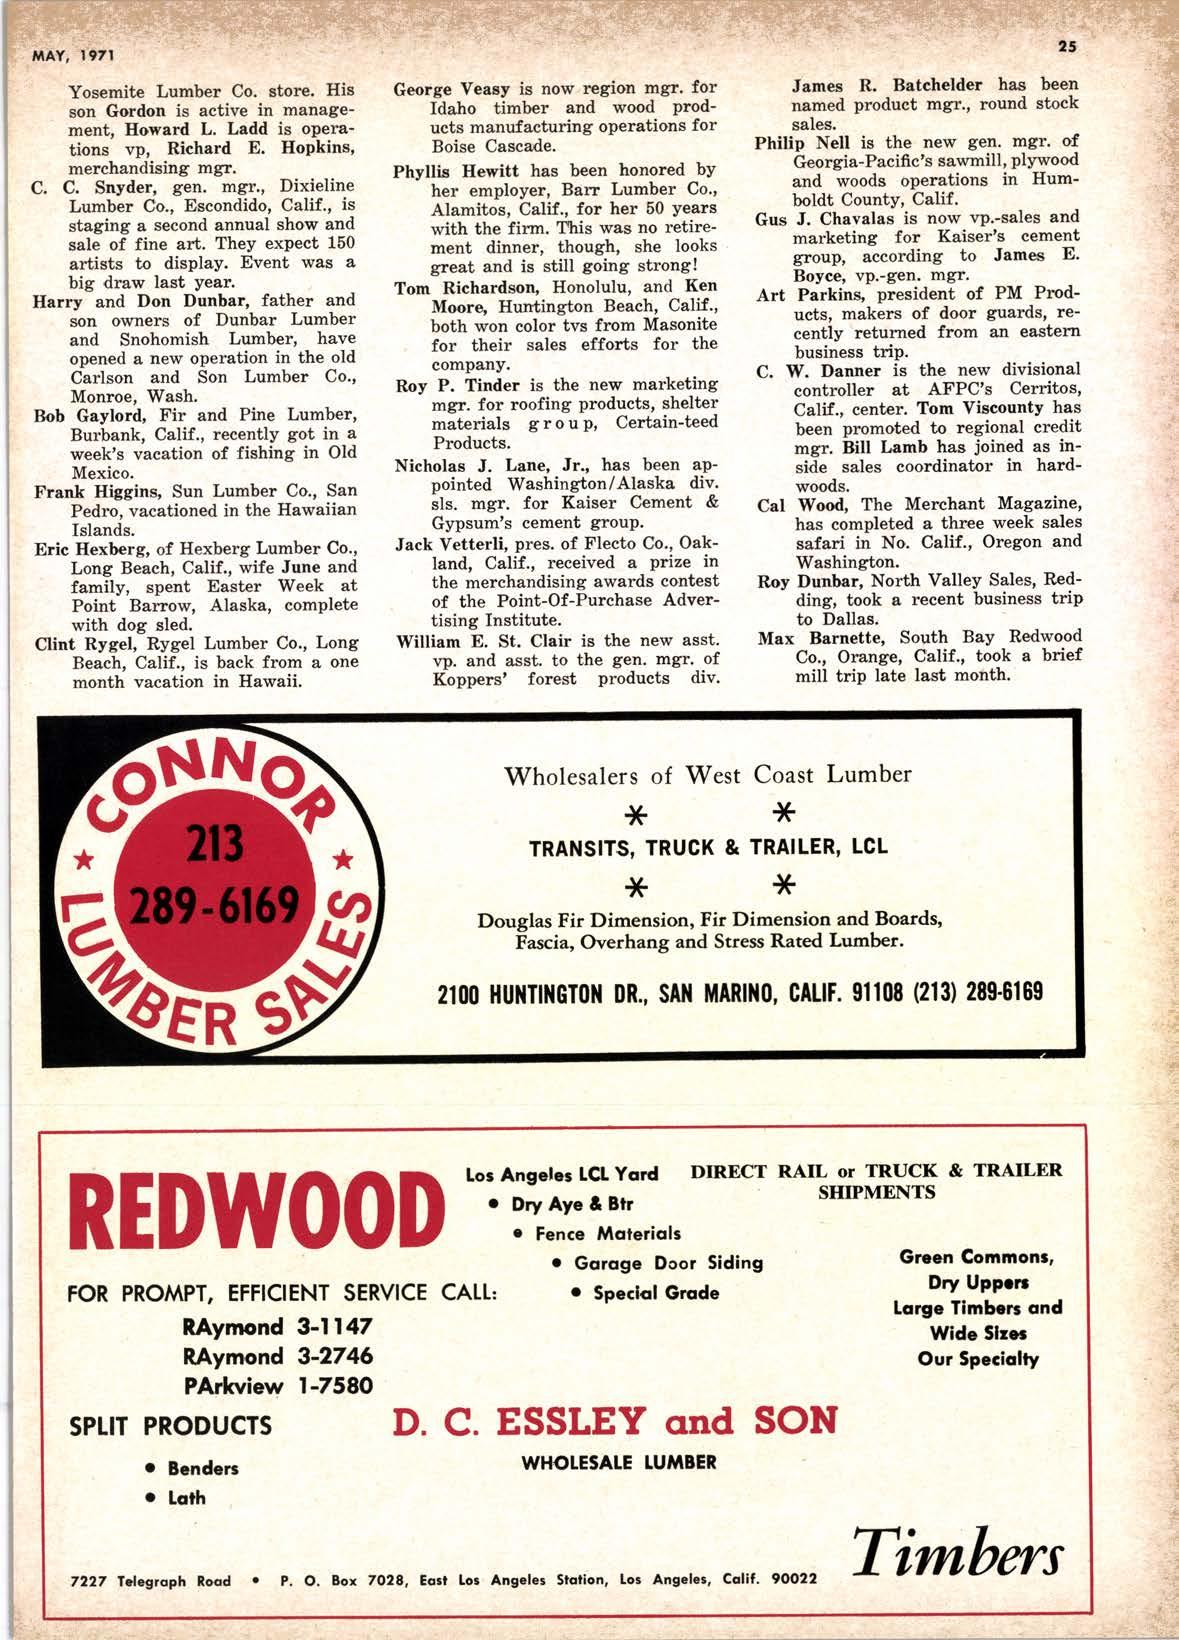 MAY, 1971
25
Yosemite Lumber Co. store. His
son Gordon is active in manage-
ment, Howard L. Ladd is opera-
tions vp, Richard E. Hopkins,
merchandising mgr.
C. C. Snyder, gen. mgr., Dixieline
Lumber Co., Escondido, Calif., is
staging a second annual show and
sale of fine art. They expect 150
artists to display. Event was a
big draw last year.
Harry and Don Dunbar, father and
son owners of Dunbar Lumber
and Snohomish Lumber, have
opened a new operation in the old
Carlson and Son Lumber Co.,
Monroe, Wash.
Bob Gaylord, Fir and Pine Lumber,
Burbank, Calif., recently got in a
week's vacation of fishing in Old
Mexico.
Frank Higgins, Sun Lumber Co., San
Pedro, vacationed in the Hawaiian
Islands.
Eric Hexberg, of Hexberg Lumber Co.,
Long Beach, Calif., wife June and
family, spent Easter Week at
Point Barrow, Alaska, complete
with dog sled.
Clint Rygel, Rygel Lumber Co., Long
Beach, Calif., is back from a one
month vacation in Hawaii.
George Veasy is now region mgr. for
Idaho timber and wood prod-
ucts manufacturing operations for
Boise Cascade.
Phyllis Hewitt has been honored by
her employer, Barr Lumber Co.,
Alamitos, Calif., for her 50 years
with the firm. This was no retire-
ment dinner, though, she looks
great and is still going strong!
Tom Richardson, Honolulu, and Ken
Moore, Huntington Beach, Calif.,
both won color tvs from Masonite
for their sales efforts for the
company.
Roy P. Tinder is the new marketing
mgr. for roofing products, shelter
materials group, Certain-teed
Products.
Nicholas J. Lane, Jr., has been ap-
pointed Washington/Alaska div.
sls. mgr. for Kaiser Cement &
Gypsum's cement group.
Jack Vetterli, pres. of Flecto Co., Oak-
land, Calif., received a prize in
the merchandising awards contest
of the Point-Of-Purchase Adver-
tising Institute.
William E. St. Clair is the new asst.
vp. and asst. to the gen. mgr. of
Koppers' forest products div.
James R. Batchelder has been
named product mgr., round stock
sales.
Philip Nell is the new gen. mgr. of
Georgia-Pacific's sawmill, plywood
and woods operations in Hum-
boldt County, Calif.
Gus J. Chavalas is now vp.-sales and
marketing for Kaiser's cement
group, according to James E.
Boyce, vp.-gen. mgr.
Art Parkins, president of PM Prod-
ucts, makers of door guards, re-
cently returned from an eastern
business trip.
C. W. Danner is the new divisional
controller at AFPC's Cerritos,
Calif., center. Tom Viscounty has
been promoted to regional credit
mgr. Bill Lamb has joined as in-
side sales coordinator in hard-
woods.
Cal Wood, The Merchant Magazine,
has completed a three week sales
safari in No. Calif., Oregon and
Washington.
Roy Dunbar, North Valley Sales, Red-
ding, took a recent business trip
to Dallas.
Max Barnette, South Bay Redwood
Co., Orange, Calif., took a brief
mill trip late last month.
CONNOR
213
289-6169
LUMBER SALES
Wholesalers of West Coast Lumber
* *
TRANSITS, TRUCK & TRAILER, LCL
* *
Douglas Fir Dimension, Fir Dimension and Boards,
Fascia, Overhang and Stress Rated Lumber.
2100 HUNTINGTON DR., SAN MARINO, CALIF. 91108 (213) 289-6169
REDWOOD
Los Angeles LCL Yard
• Dry Aye & Btr
• Fence Materials
• Garage Door Siding
• Special Grade
DIRECT RAIL or TRUCK & TRAILER
SHIPMENTS
Green Commons,
Dry Uppers
Large Timbers and
Wide Sizes
Our Specialty
FOR PROMPT, EFFICIENT SERVICE CALL:
RAymond 3-1147
RAymond 3-2746
PArkview 1-7580
SPLIT PRODUCTS
• Benders
• Lath
D. C. ESSLEY and SON
WHOLESALE LUMBER
Timbers
7227 Telegraph Road • P. O. Box 7028, East Los Angeles Station, Los Angeles, Calif. 90022